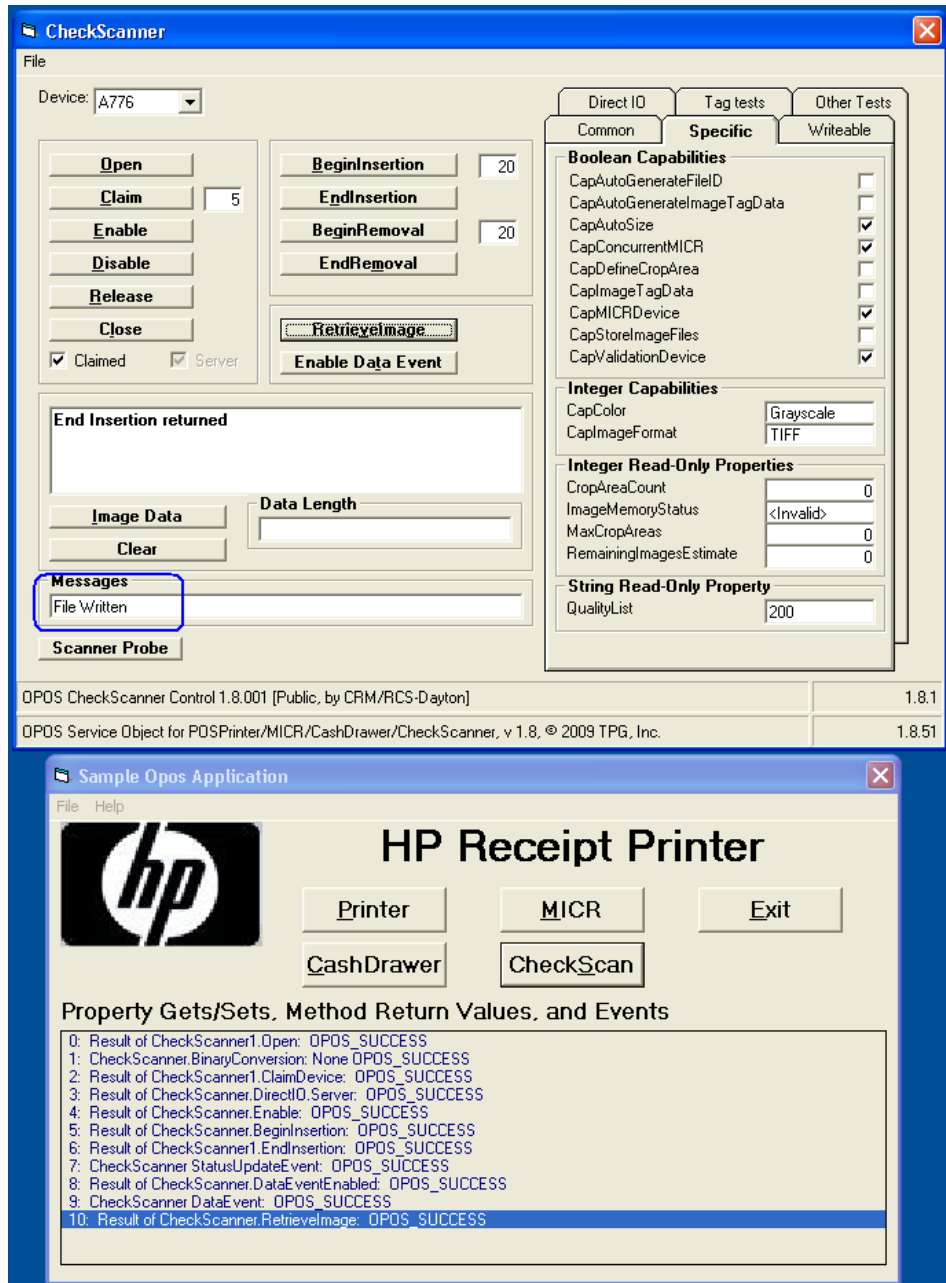 CheckScanner
File
Device: A776
Open
Claim 5
Enable
Disable
Release
Close
Claimed Server
BeginInsertion 20
EndInsertion
BeginRemoval 20
EndRemoval
RetrieveImage
Enable Data Event
End Insertion returned
Image Data
Clear
Data Length
Messages
File Written
Scanner Probe
Direct IO Tag tests Other Tests
Common Specific Writeable
Boolean Capabilities
CapAutoGenerateFileID
CapAutoGenerateImageTagData
CapAutoSize
CapConcurrentMICR
CapDefineCropArea
CapImageTagData
CapMICRDevice
CapStoreImageFiles
CapValidationDevice
Integer Capabilities
CapColor Grayscale
CapImageFormat TIFF
Integer Read-Only Properties
CropAreaCount 0
ImageMemoryStatus <Invalid>
MaxCropAreas 0
RemainingImagesEstimate 0
String Read-Only Property
QualityList 200
OPOS CheckScanner Control 1.8.001 [Public, by CRM/RCS-Dayton] 1.8.1
OPOS Service Object for POSPrinter/MICR/CashDrawer/CheckScanner, v 1.8, © 2009 TPG, Inc. 1.8.51
Sample Opos Application
File Help
hp
HP Receipt Printer
Printer MICR Exit
CashDrawer CheckScan
Property Gets/Sets, Method Return Values, and Events
0: Result of CheckScanner1.Open: OPOS_SUCCESS
1: CheckScanner.BinaryConversion: None OPOS_SUCCESS
2: Result of CheckScanner1.ClaimDevice: OPOS_SUCCESS
3: Result of CheckScanner.DirectIO.Server: OPOS_SUCCESS
4: Result of CheckScanner.Enable: OPOS_SUCCESS
5: Result of CheckScanner.BeginInsertion: OPOS_SUCCESS
6: Result of CheckScanner1.EndInsertion: OPOS_SUCCESS
7: CheckScanner StatusUpdateEvent: OPOS_SUCCESS
8: Result of CheckScanner.DataEventEnabled: OPOS_SUCCESS
9: CheckScanner DataEvent: OPOS_SUCCESS
10: Result of CheckScanner.RetrieveImage: OPOS_SUCCESS